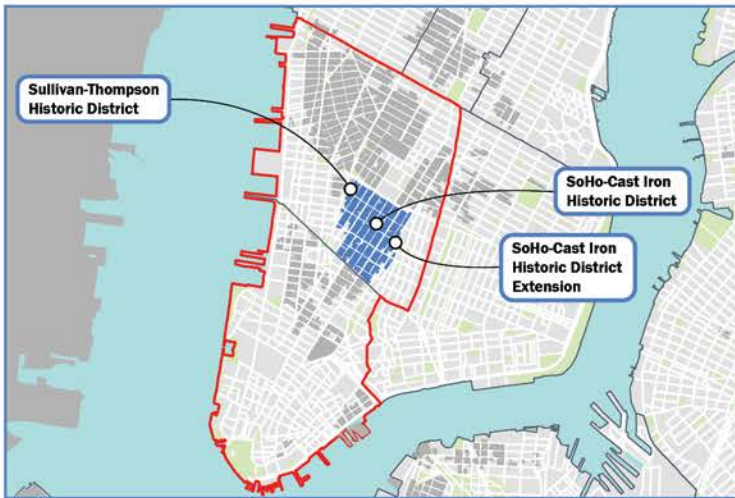 Sullivan-Thompson
Historic District
SoHo-Cast Iron
Historic District
SoHo-Cast Iron
Historic District
Extension